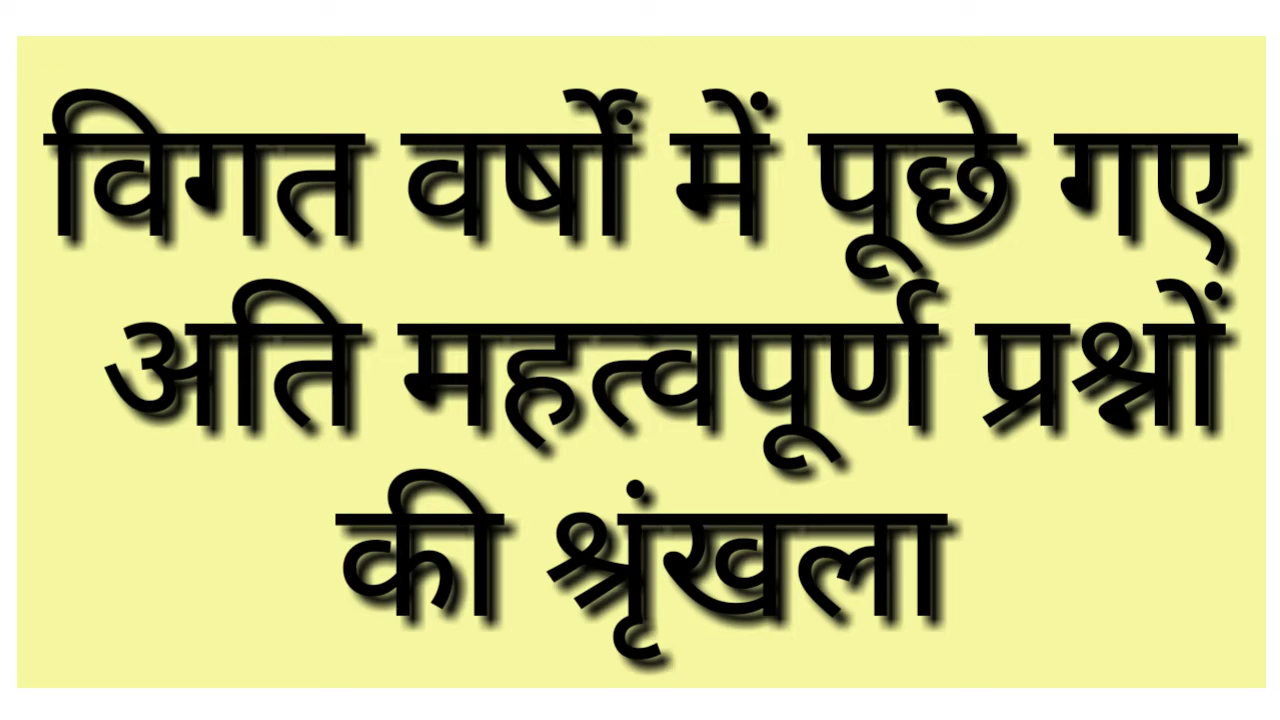 विगत वर्षों में पूछे गए
अति महत्वपूर्ण प्रश्नों
की श्रृंखला